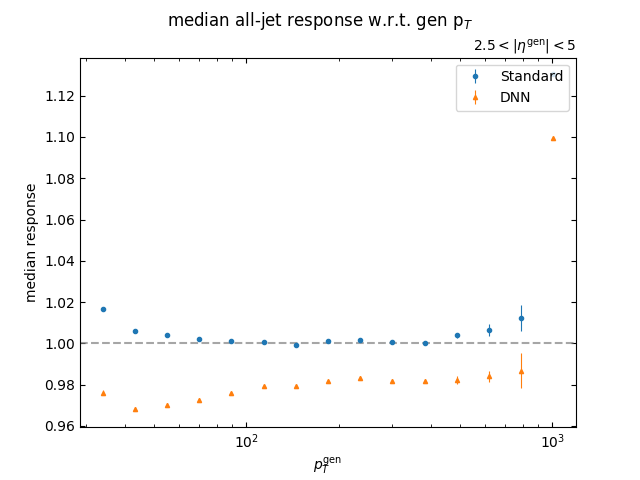 median all-jet response w.r.t. gen p_T
2.5 < |η^gen| < 5
Standard
DNN
median response
1.12
1.10
1.08
1.06
1.04
1.02
1.00
0.98
0.96
10^2
10^3
p_T^gen